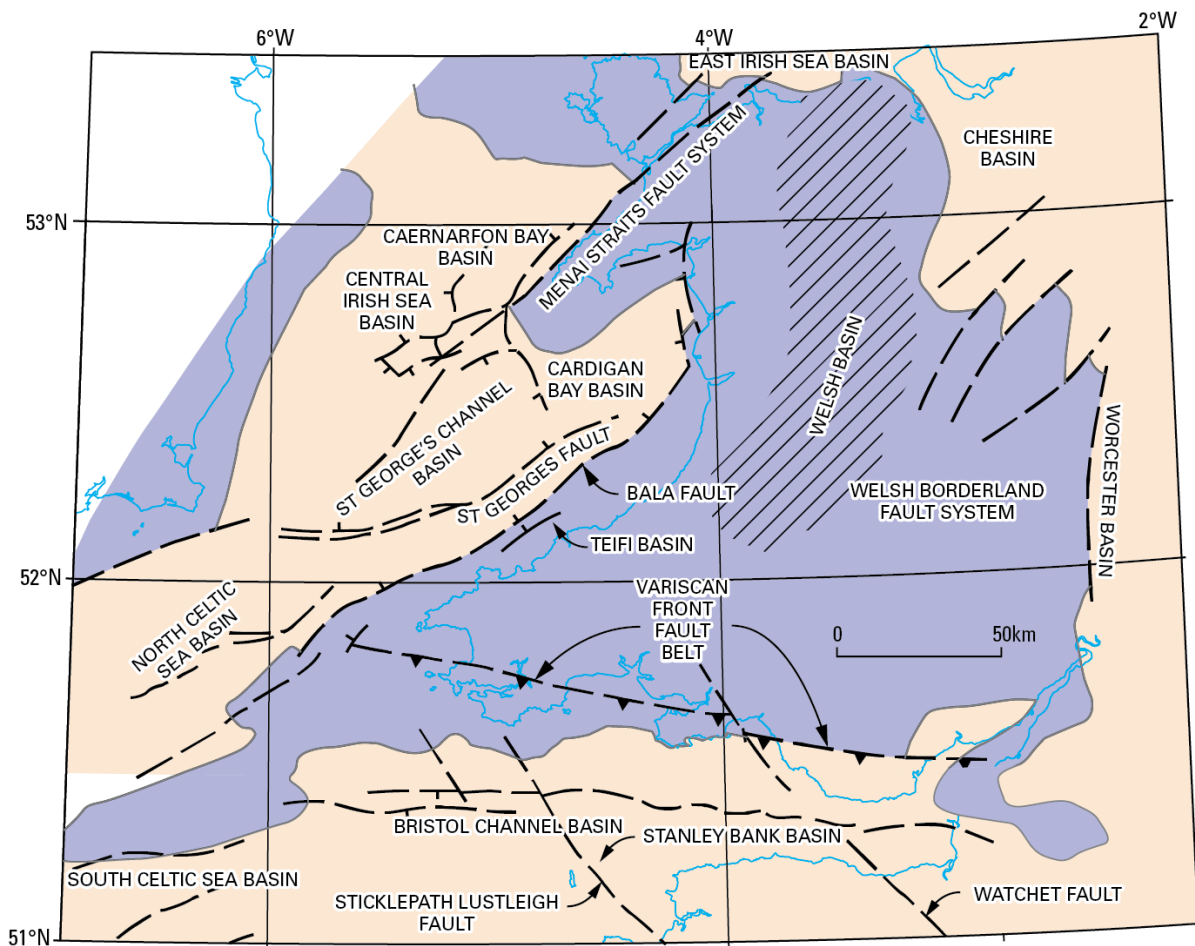 6°W
4°W
2°W
EAST IRISH SEA BASIN
CHESHIRE
BASIN
MENAI STRAITS FAULT SYSTEM
53°N
CAERNARFON BAY
BASIN
CENTRAL
IRISH SEA
BASIN
CARDIGAN
BAY BASIN
WELSH BASIN
ST GEORGE'S CHANNEL
BASIN
ST GEORGES FAULT
BALA FAULT
WELSH BORDERLAND
FAULT SYSTEM
WORCESTER BASIN
TEIFI BASIN
52°N
VARISCAN
FRONT
FAULT
BELT
NORTH CELTIC
SEA BASIN
0
50km
BRISTOL CHANNEL BASIN
STANLEY BANK BASIN
SOUTH CELTIC SEA BASIN
STICKLEPATH LUSTLEIGH
FAULT
WATCHET FAULT
51°N